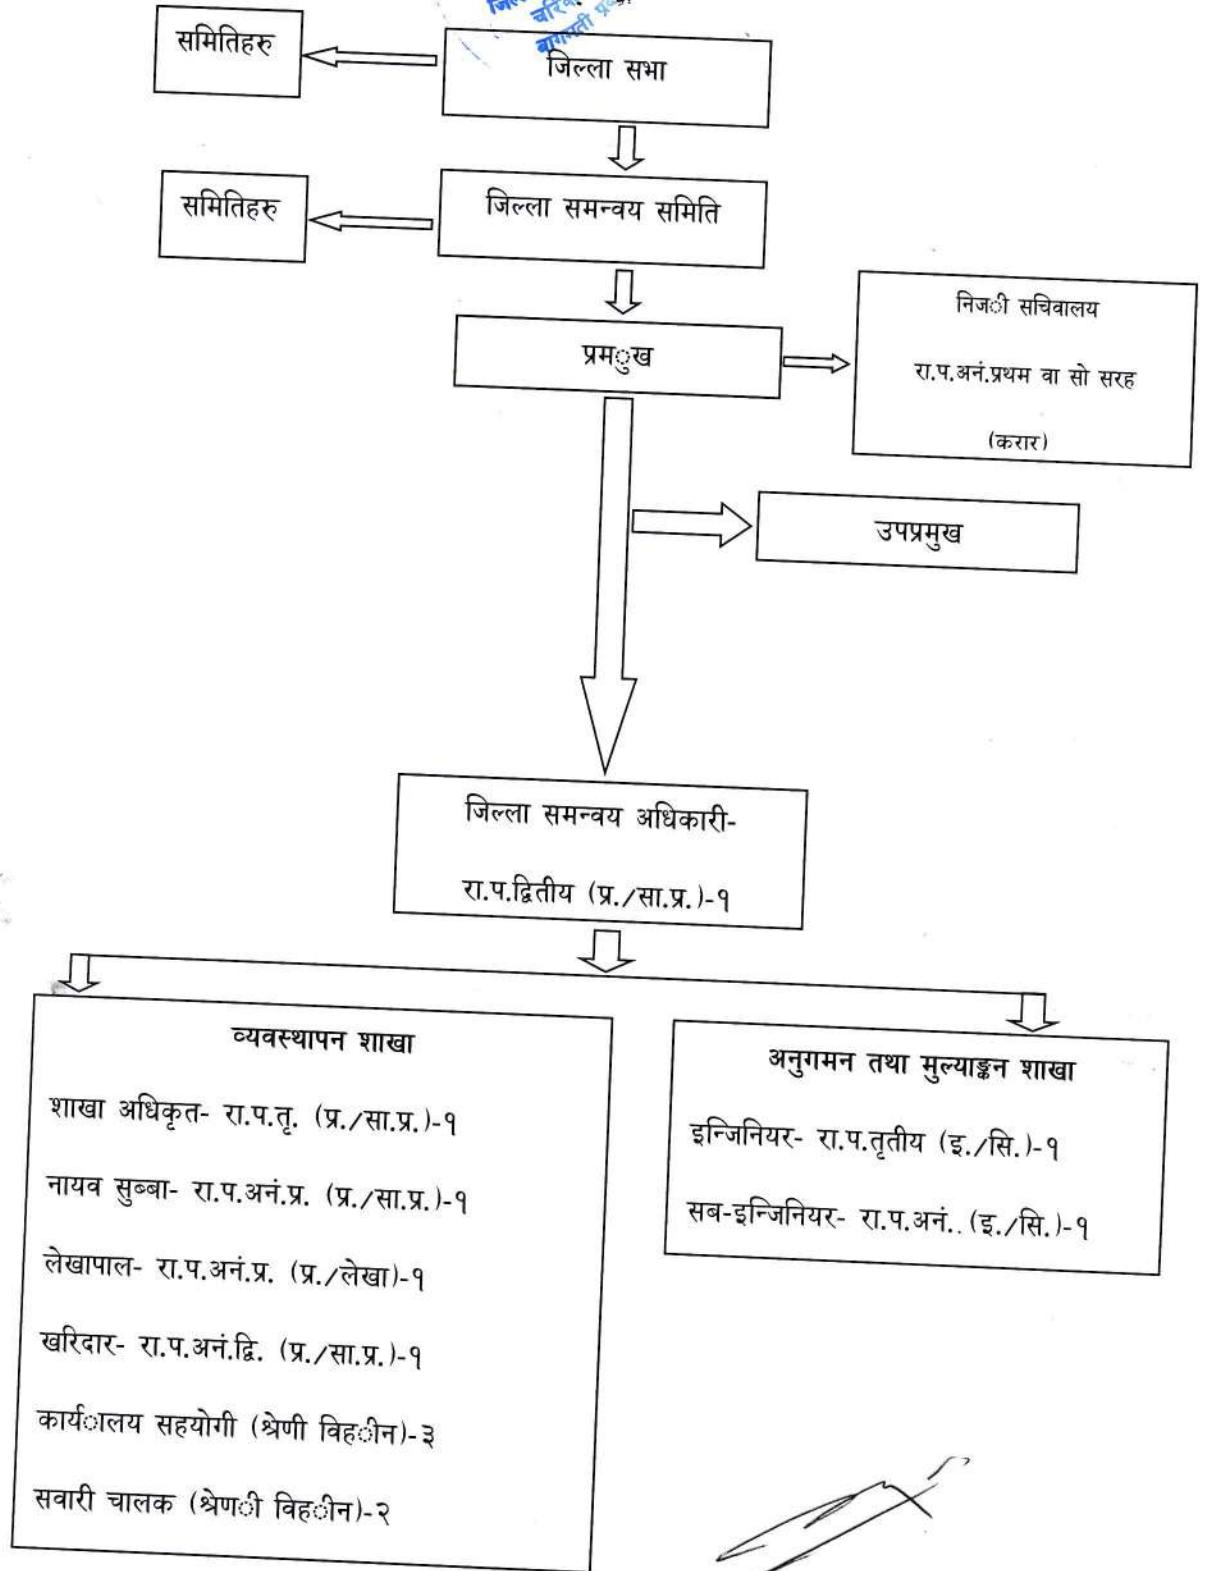 समितिहरु
जिल्ला सभा
समितिहरु
जिल्ला समन्वय समिति
निजी सचिवालय
रा.प.अनं.प्रथम वा सो सरह
(करार)
प्रमुख
उपप्रमुख
जिल्ला समन्वय अधिकारी-
रा.प.द्वितीय (प्र./सा.प्र.)-१
व्यवस्थापन शाखा
शाखा अधिकृत- रा.प.तृ. (प्र./सा.प्र.)-१
नायव सुब्बा- रा.प.अनं.प्र. (प्र./सा.प्र.)-१
लेखापाल- रा.प.अनं.प्र. (प्र./लेखा)-१
खरिदार- रा.प.अनं.द्वि. (प्र./सा.प्र.)-१
कार्यालय सहयोगी (श्रेणी विहीन)-३
सवारी चालक (श्रेणी विहीन)-२
अनुगमन तथा मुल्याङ्कन शाखा
इन्जिनियर- रा.प.तृतीय (इ./सि.)-१
सब-इन्जिनियर- रा.प.अनं.. (इ./सि.)-१